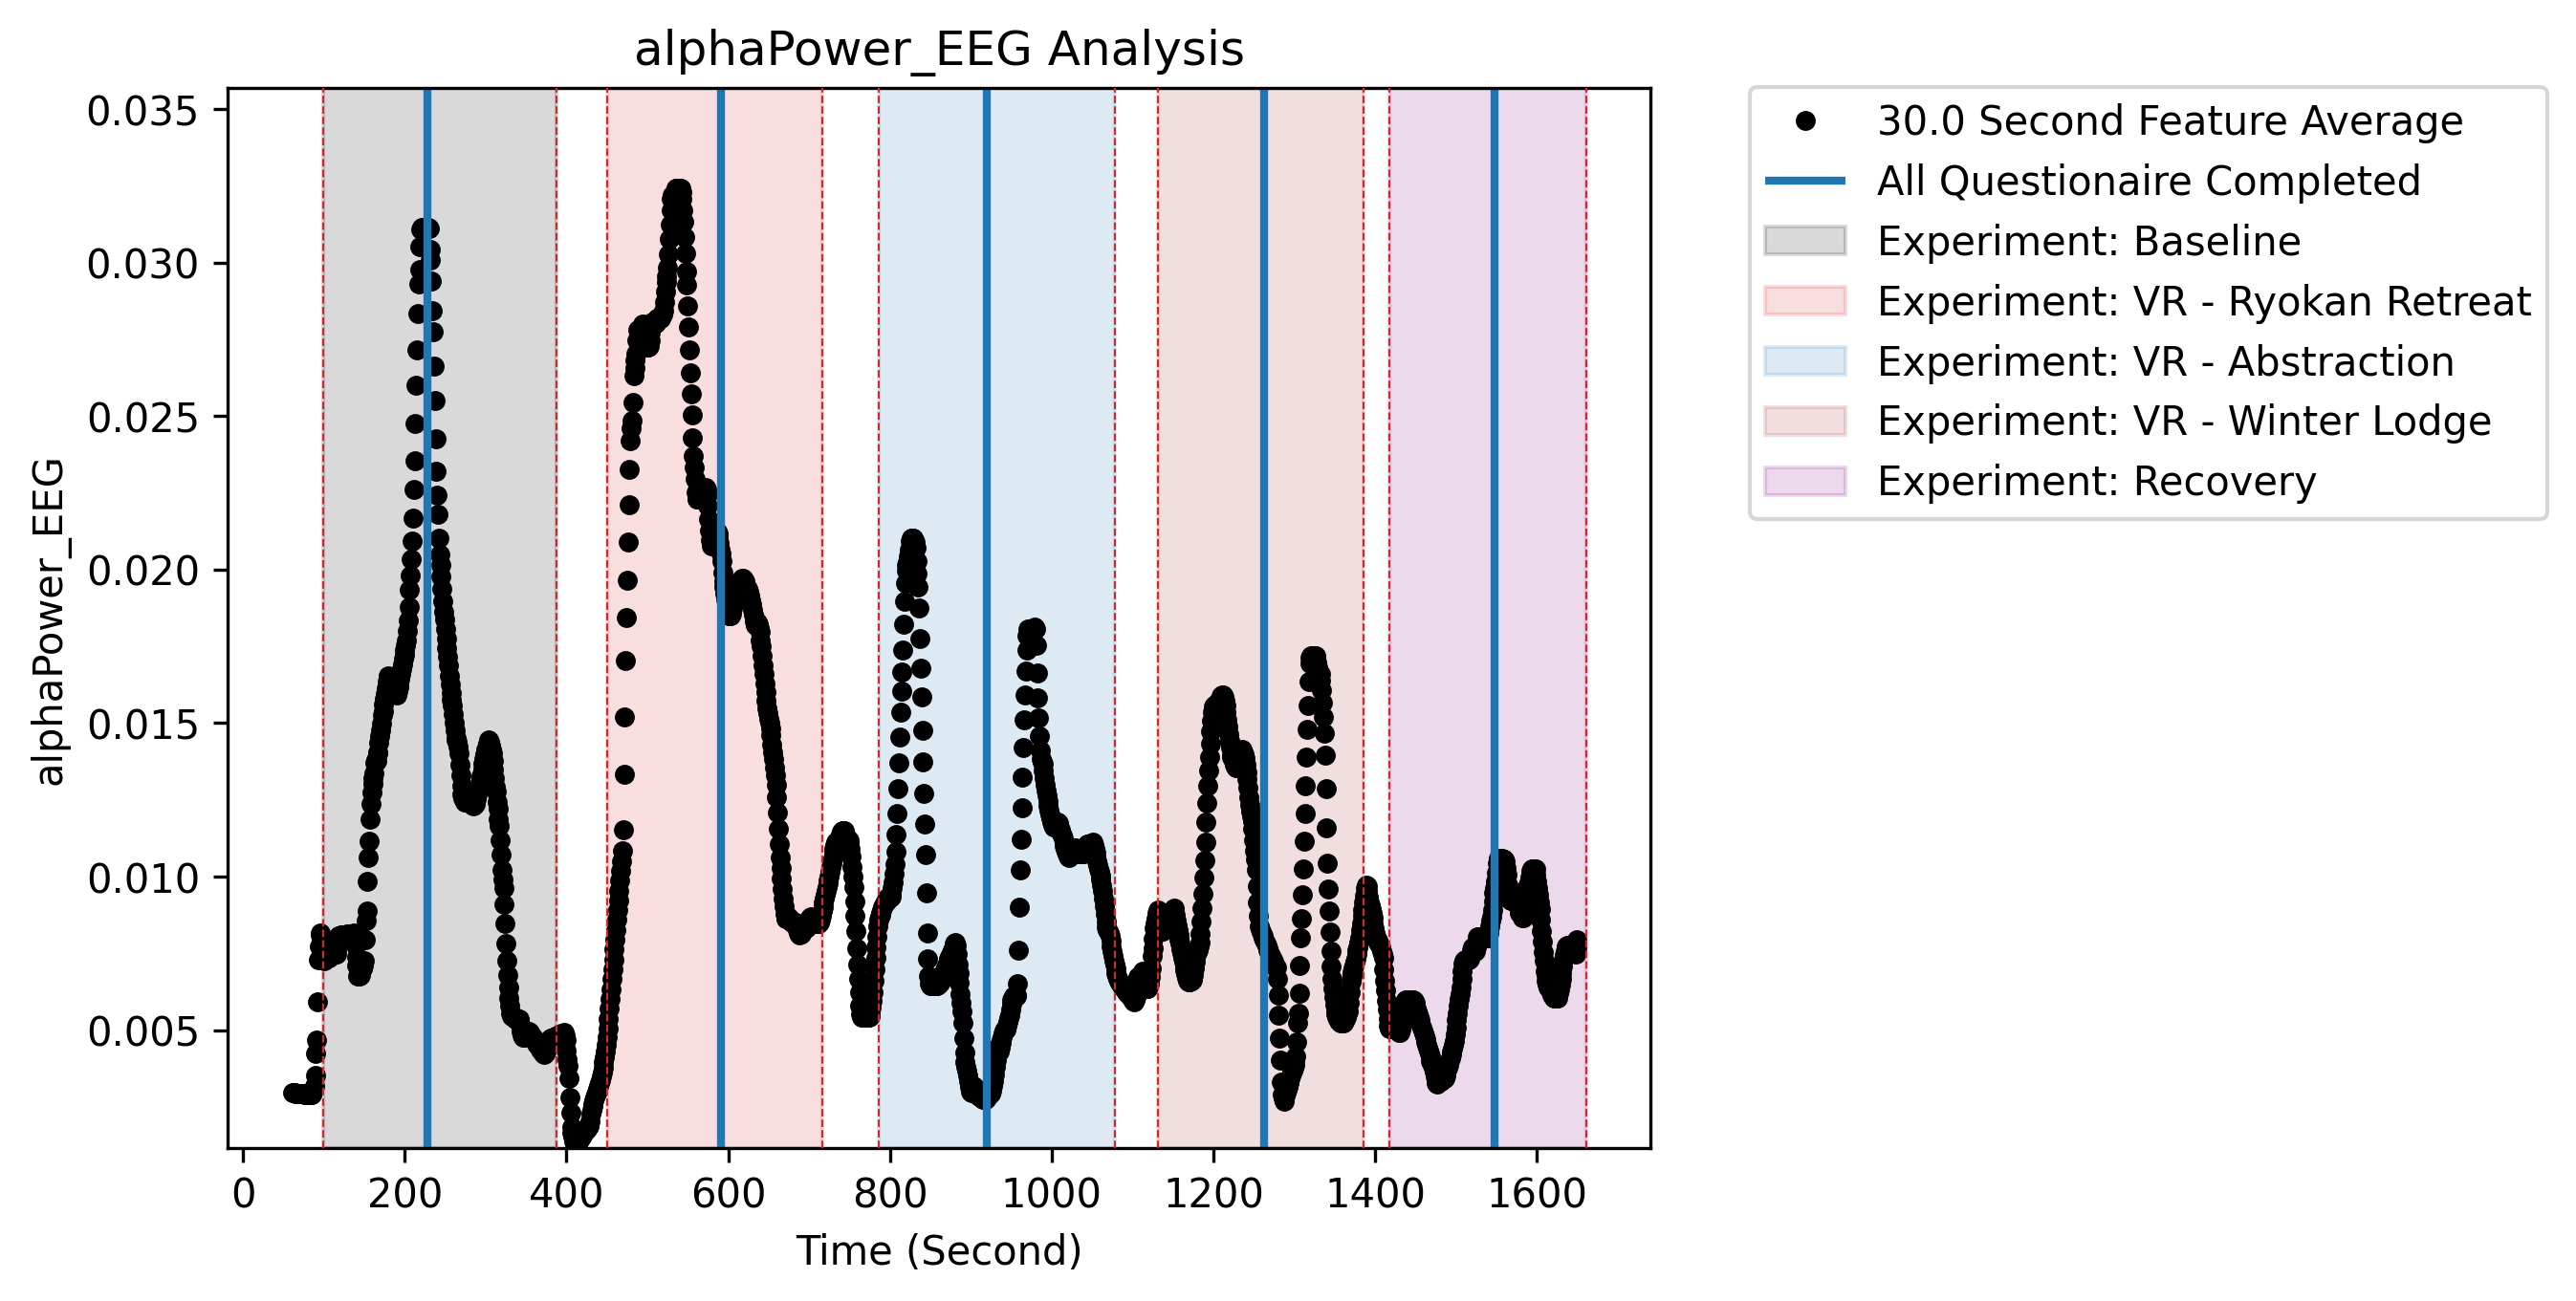 alphaPower_EEG Analysis
alphaPower_EEG
0.035
0.030
0.025
0.020
0.015
0.010
0.005
0 200 400 600 800 1000 1200 1400 1600
Time (Second)
30.0 Second Feature Average
All Questionaire Completed
Experiment: Baseline
Experiment: VR - Ryokan Retreat
Experiment: VR - Abstraction
Experiment: VR - Winter Lodge
Experiment: Recovery